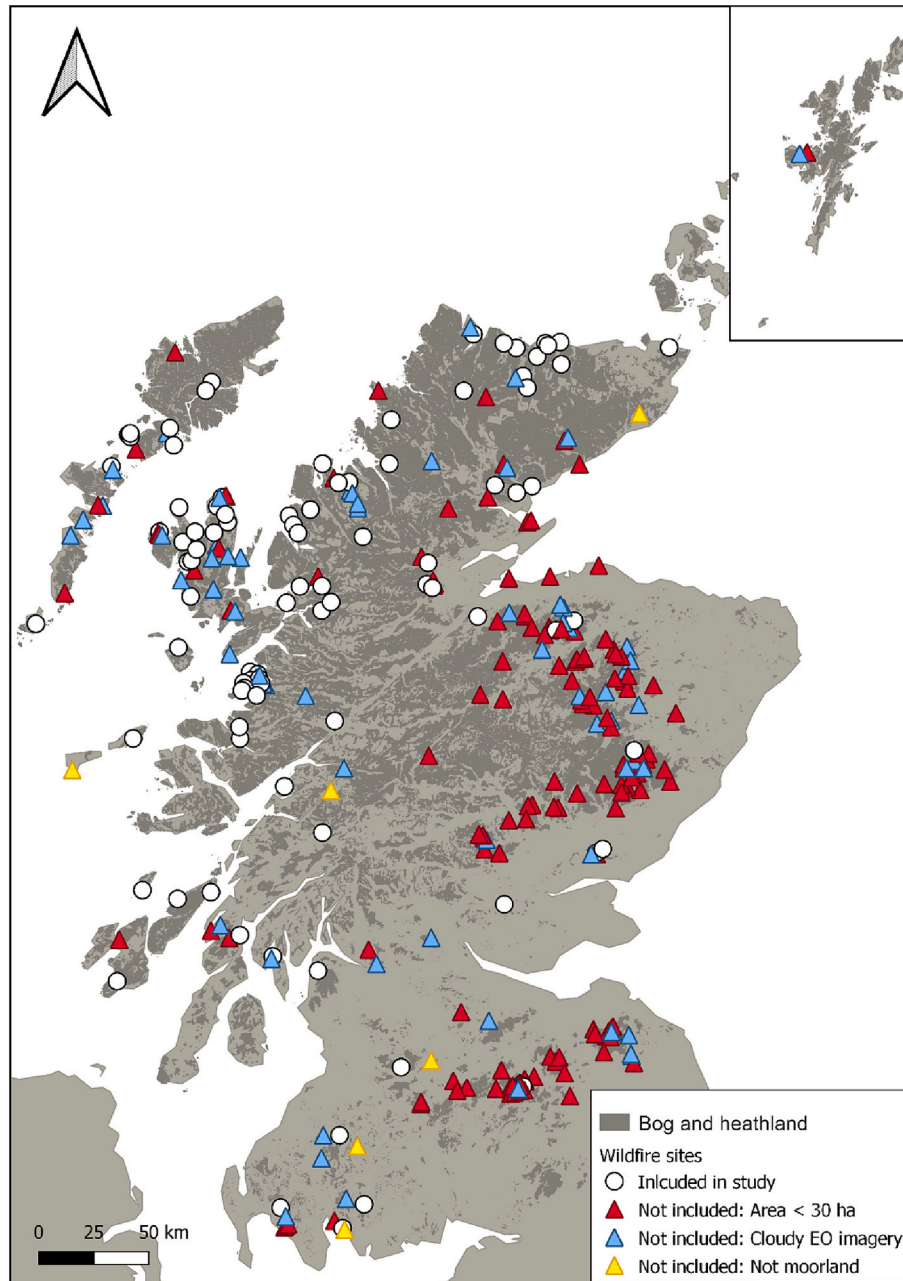 Bog and heathland
Wildfire sites
Inlcuded in study
Not included: Area < 30 ha
Not included: Cloudy EO imagery
Not included: Not moorland
0 25 50 km